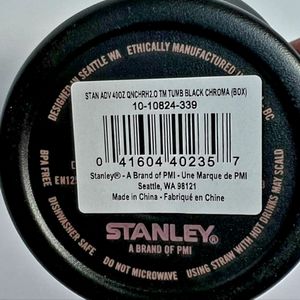 DESIGNED IN SEATTLE WA
ETHICALLY MANUFACTURED
BC
STAN ADV 40OZ QNCHRH2.O TM TUMB BLACK CHROMA (BOX)
10-10824-339
0 41604 40235 7
Stanley® - A Brand of PMI - Une Marque de PMI
Seattle, WA 98121
Made in China - Fabriqué en Chine
BPA FREE
DISHWASHER SAFE
DO NOT MICROWAVE
USING STRAW WITH HOT DRINKS MAY SCALD
STANLEY®
A BRAND OF PMI